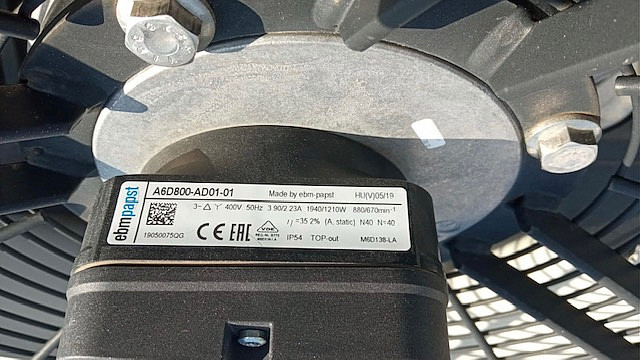 ebmpapst
A6D800-AD01-01 Made by ebm-papst HU(V)05/19
3~ △ Y 400V 50Hz 3.90/2.23A 1940/1210W 880/670min⁻¹
η=35.2% (A, static) N40 N=40
19050075QG CE EAC VDE IP54 TOP-out M6D138-LA